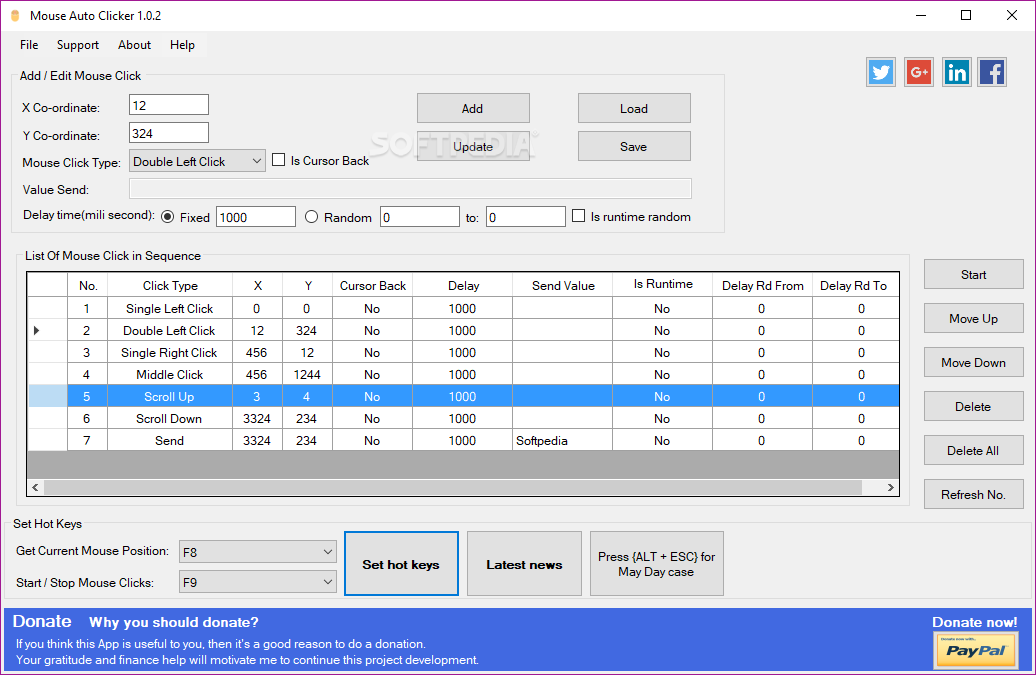 Mouse Auto Clicker 1.0.2
File Support About Help
Add / Edit Mouse Click
X Co-ordinate: 12 Add Load
Y Co-ordinate: 324
SOFTPEDIA
Update Save
Mouse Click Type: Double Left Click Is Cursor Back
Value Send:
Delay time(mili second): Fixed 1000 Random 0 to: 0 Is runtime random
G+ in f
List Of Mouse Click in Sequence
No. Click Type X Y Cursor Back Delay Send Value Is Runtime Delay Rd From Delay Rd To
1 Single Left Click 0 0 No 1000 No 0 0
2 Double Left Click 12 324 No 1000 No 0 0
3 Single Right Click 456 12 No 1000 No 0 0
4 Middle Click 456 1244 No 1000 No 0 0
5 Scroll Up 3 4 No 1000 No 0 0
6 Scroll Down 3324 234 No 1000 No 0 0
7 Send 3324 234 No 1000 Softpedia No 0 0
Start
Move Up
Move Down
Delete
Delete All
Refresh No.
Set Hot Keys
Get Current Mouse Position: F8
Start / Stop Mouse Clicks: F9
Set hot keys
Latest news
Press {ALT + ESC} for
May Day case
Donate Why you should donate?
If you think this App is useful to you, then it's a good reason to do a donation.
Your gratitude and finance help will motivate me to continue this project development.
Donate now!
Donate now with...
PayPal